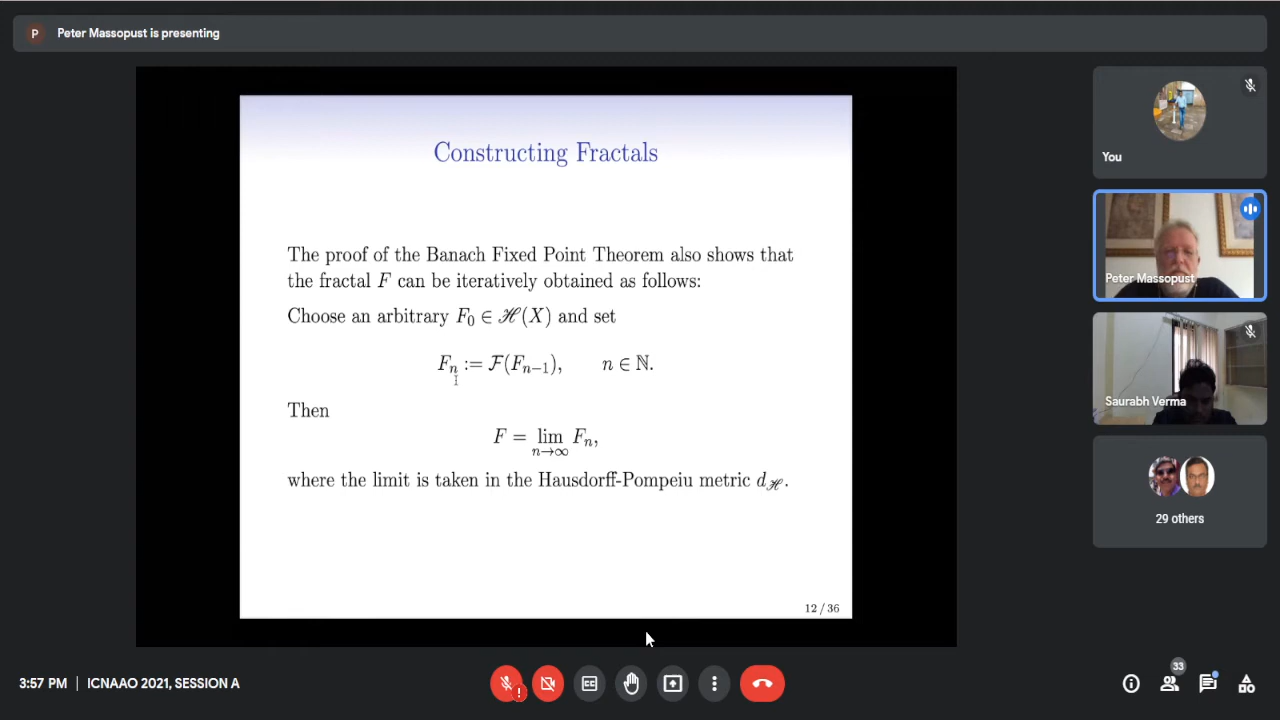 P Peter Massopust is presenting
Constructing Fractals
The proof of the Banach Fixed Point Theorem also shows that
the fractal F can be iteratively obtained as follows:
Choose an arbitrary F₀ ∈ ℋ(X) and set
Fₙ := ℱ(Fₙ₋₁), n ∈ ℕ.
Then
F = lim Fₙ,
n→∞
where the limit is taken in the Hausdorff-Pompeiu metric d_ℋ.
12 / 36
You
Peter Massopust
Saurabh Verma
29 others
3:57 PM | ICNAAO 2021, SESSION A
CC
33